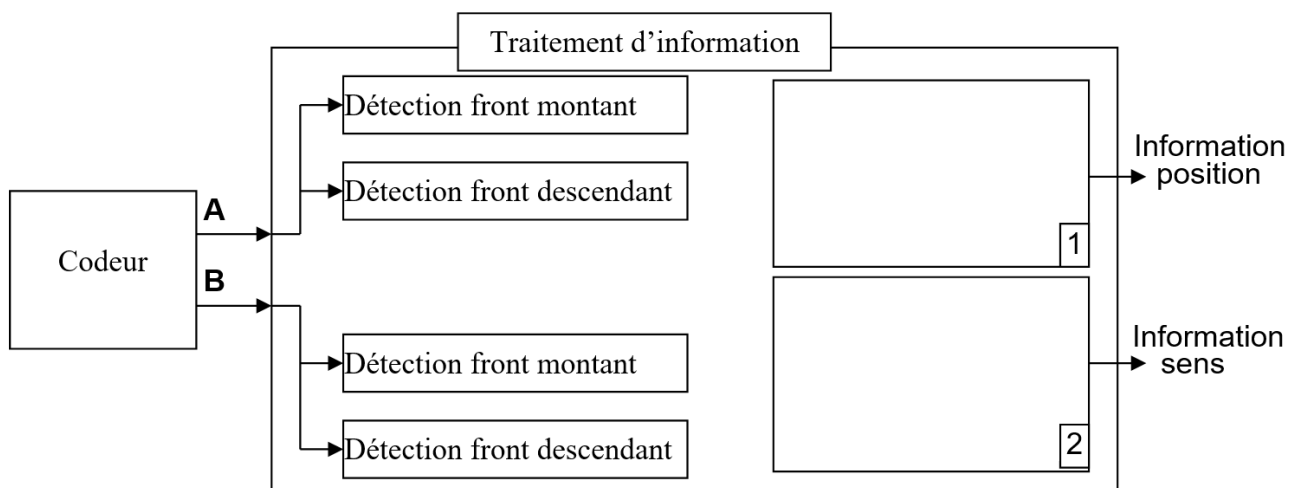 Traitement d’information
Détection front montant
Détection front descendant
Codeur
A
B
Détection front montant
Détection front descendant
1
2
Information
position
Information
sens